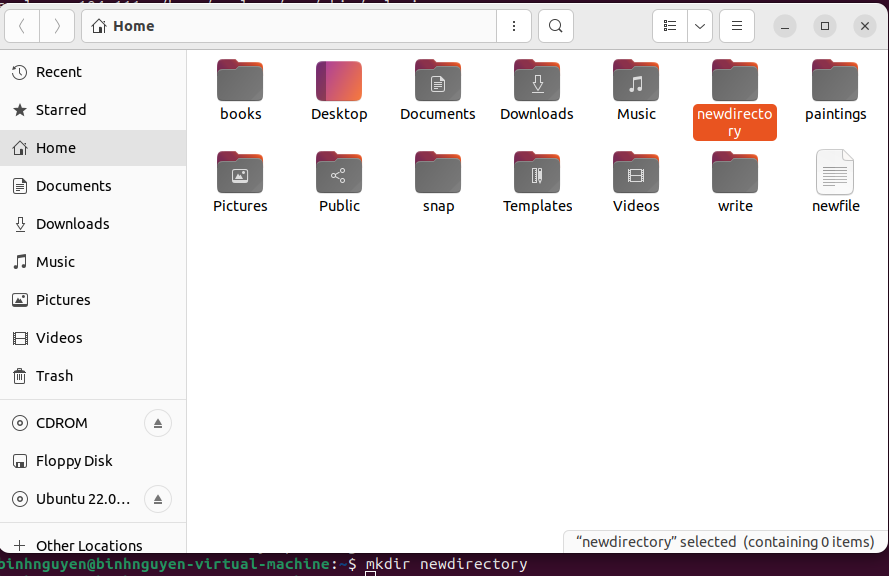 Home
Recent
Starred
Home
Documents
Downloads
Music
Pictures
Videos
Trash
CDROM
Floppy Disk
Ubuntu 22.0...
Other Locations
books
Desktop
Documents
Downloads
Music
newdirecto
ry
paintings
Pictures
Public
snap
Templates
Videos
write
newfile
“newdirectory” selected (containing 0 items)
binhnguyen@binhnguyen-virtual-machine:~$ mkdir newdirectory